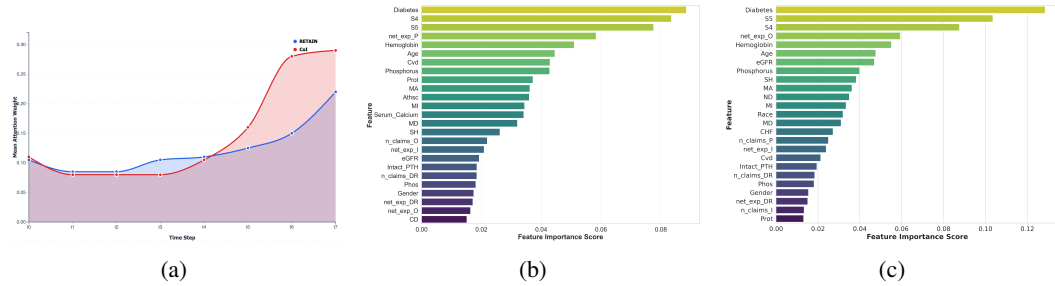 RETAIN
CoI
Mean Attention Weight
0.30
0.25
0.20
0.15
0.10
0.05
0.00
t0 t1 t2 t3 t4 t5 t6 t7
Time Step
(a)
Feature
Diabetes
S4
S5
net_exp_P
Hemoglobin
Age
Cvd
Phosphorus
Prot
MA
Athsc
MI
Serum_Calcium
MD
SH
n_claims_O
net_exp_I
eGFR
Intact_PTH
n_claims_DR
Phos
Gender
net_exp_DR
net_exp_O
CD
0.00 0.02 0.04 0.06 0.08
Feature Importance Score
(b)
Feature
Diabetes
S5
S4
net_exp_O
Hemoglobin
Age
eGFR
Phosphorus
SH
MA
ND
MI
Race
MD
CHF
n_claims_P
net_exp_I
Cvd
Intact_PTH
n_claims_DR
Phos
Gender
net_exp_DR
n_claims_I
Prot
0.00 0.02 0.04 0.06 0.08 0.10 0.12
Feature Importance Score
(c)